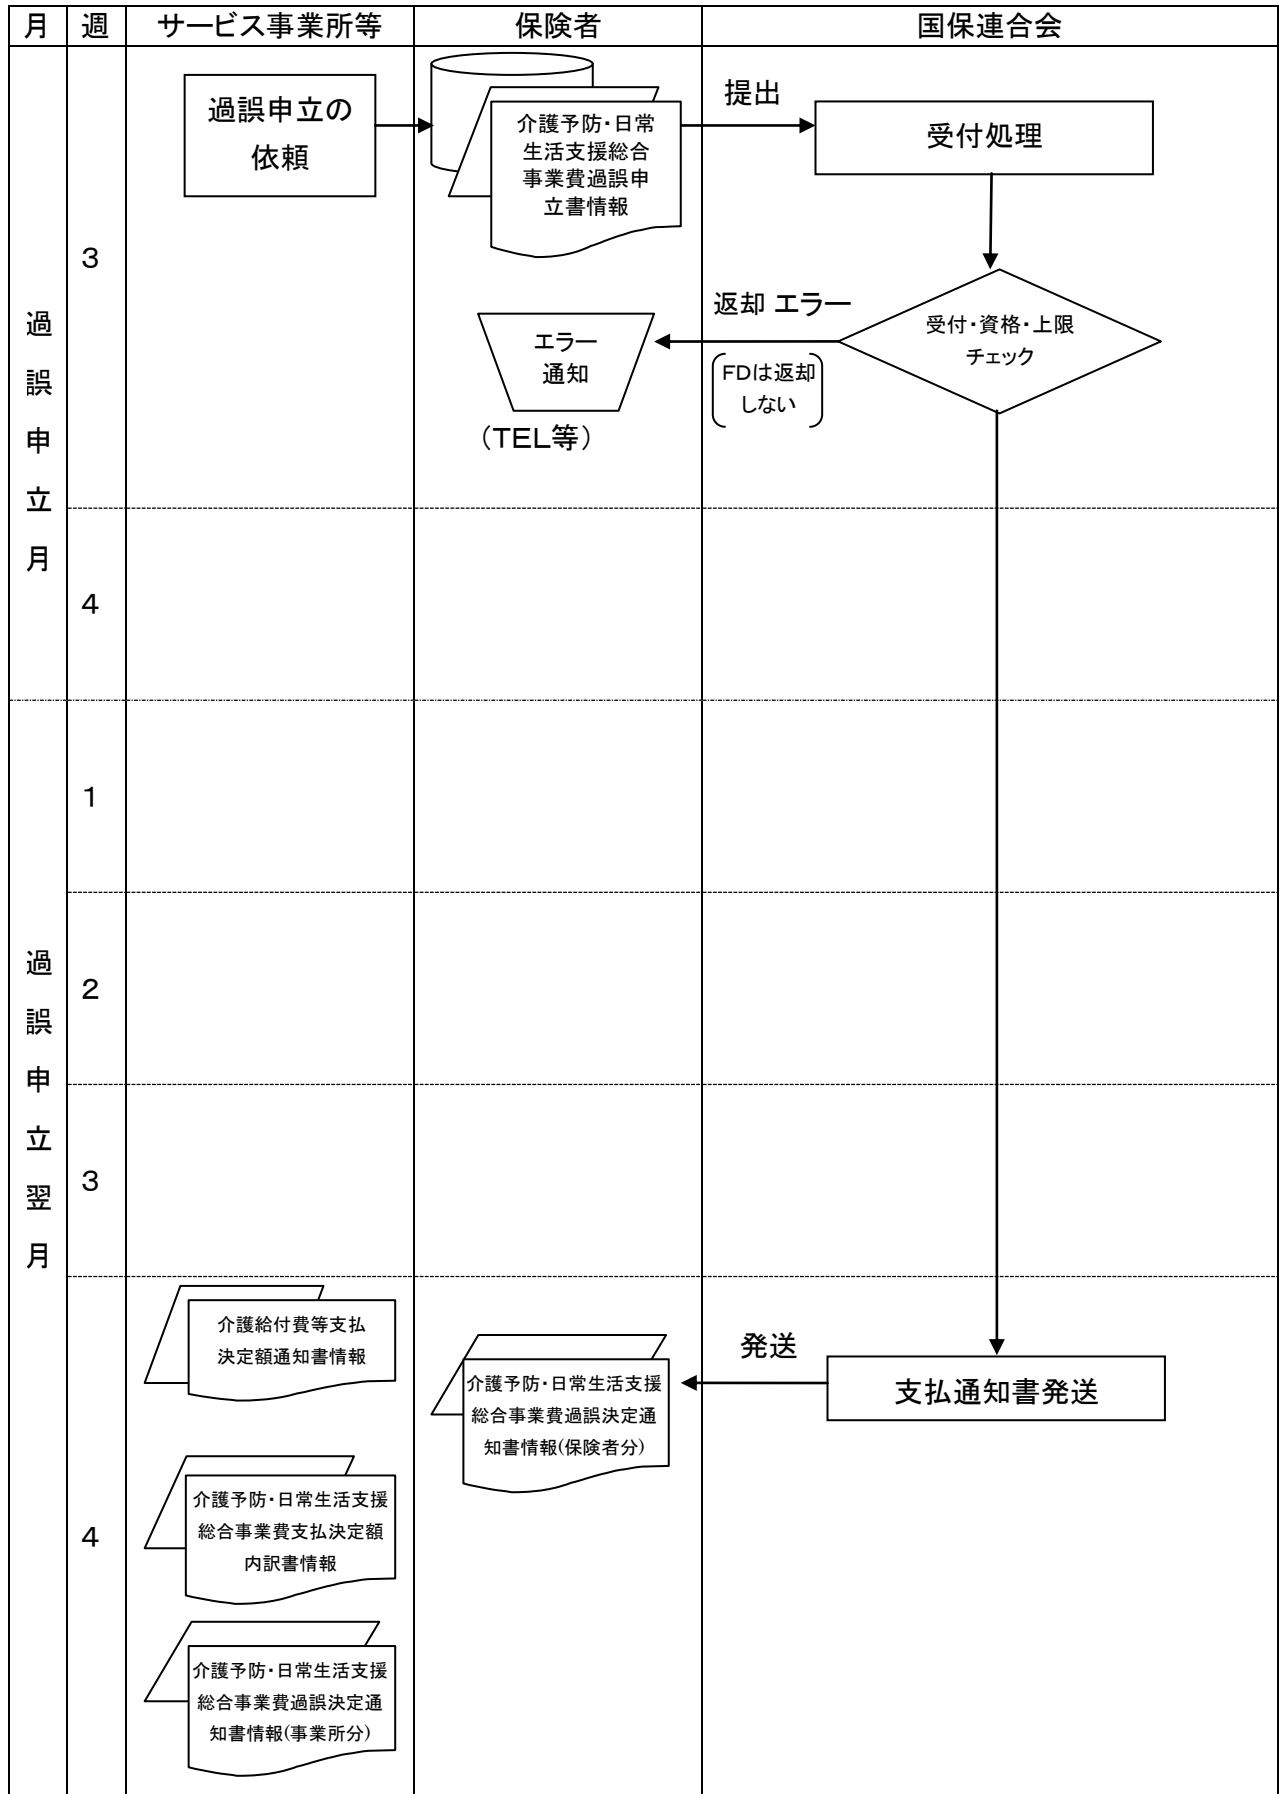 月 週 サービス事業所等 保険者 国保連合会
過誤申立月
3
過誤申立の
依頼
介護予防・日常
生活支援総合
事業費過誤申
立書情報
提出
受付処理
受付・資格・上限
チェック
返却 エラー
FDは返却
しない
エラー
通知
（TEL等）
4
過誤申立翌月
1
2
3
4
介護給付費等支払
決定額通知書情報
介護予防・日常生活支援
総合事業費支払決定額
内訳書情報
介護予防・日常生活支援
総合事業費過誤決定通
知書情報(事業所分)
介護予防・日常生活支援
総合事業費過誤決定通
知書情報(保険者分)
発送
支払通知書発送